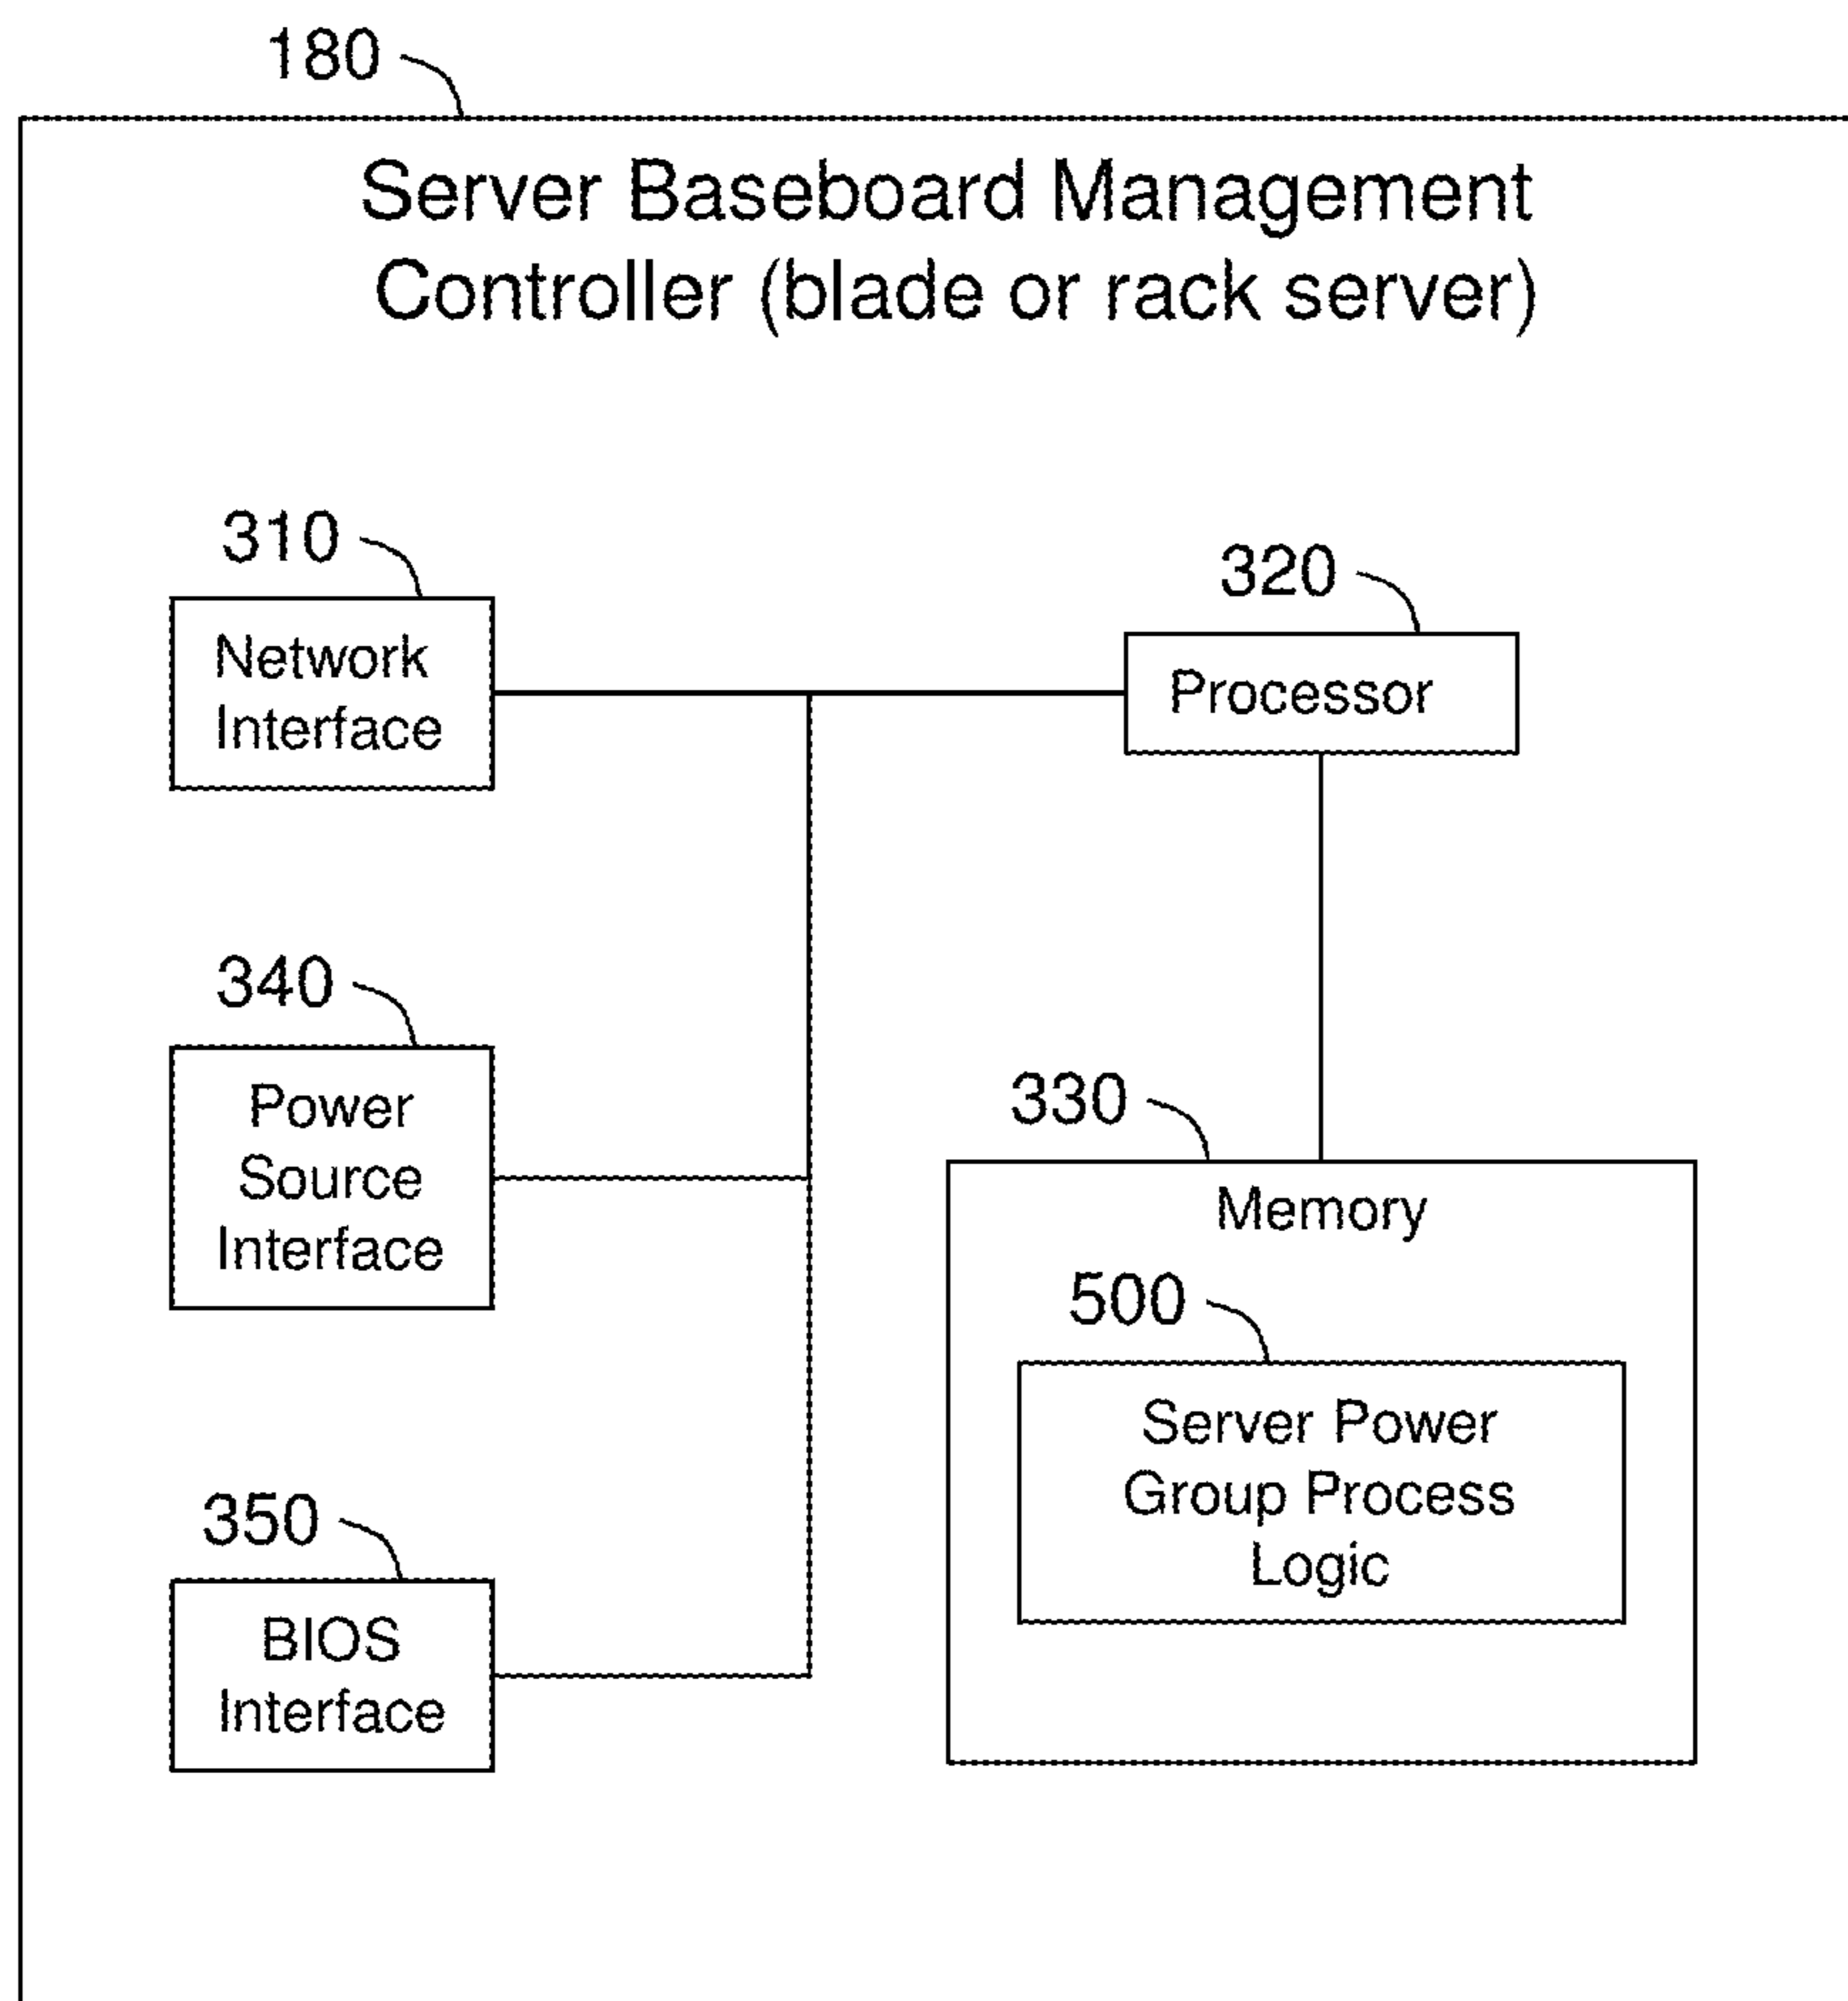 180
Server Baseboard Management
Controller (blade or rack server)
310
Network
Interface
320
Processor
340
Power
Source
Interface
330
Memory
500
Server Power
Group Process
Logic
350
BIOS
Interface